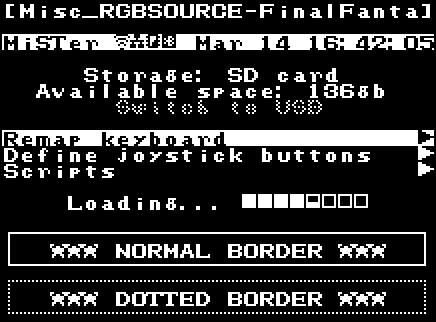 [Misc_RGBSOURCE-FinalFanta]
MiSTer Mar 14 16:42:05
Storage: SD card
Available space: 136Gb
Switch to USB
Remap keyboard
Define joystick buttons
Scripts
Loading...
NORMAL BORDER
DOTTED BORDER